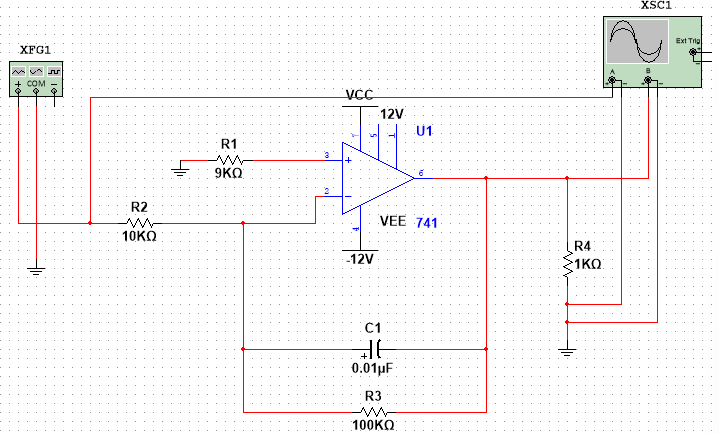 XSC1
XFG1
Ext Trig
+
-
A
B
+ - + -
+ COM -
VCC
12V
U1
7 5 1
R1
9KΩ
3
+
6
2
-
R2
10KΩ
4
VEE 741
-12V
R4
1KΩ
C1
+
0.01µF
R3
100KΩ